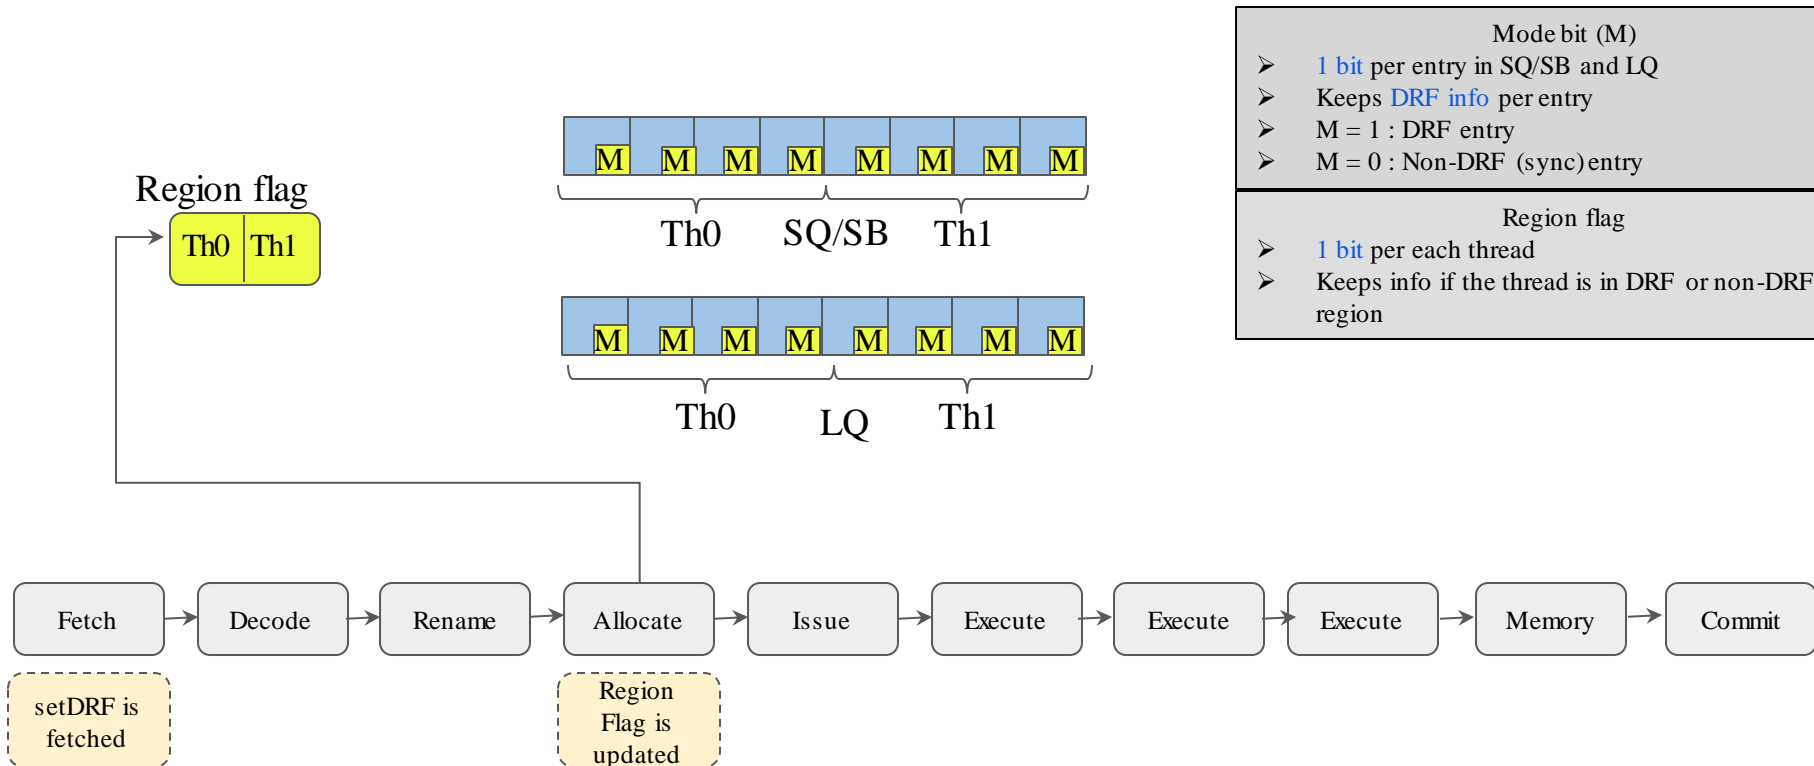 Mode bit (M)
➢ 1 bit per entry in SQ/SB and LQ
➢ Keeps DRF info per entry
➢ M = 1 : DRF entry
➢ M = 0 : Non-DRF (sync) entry
Region flag
➢ 1 bit per each thread
➢ Keeps info if the thread is in DRF or non-DRF
region
M M M M M M M M
Th0 SQ/SB Th1
Region flag
Th0 Th1
M M M M M M M M
Th0 LQ Th1
Fetch Decode Rename Allocate Issue Execute Execute Execute Memory Commit
setDRF is
fetched
Region
Flag is
updated